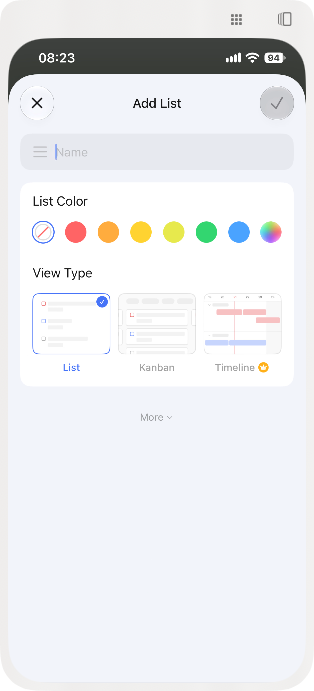 08:23
94
Add List
Name
List Color
View Type
List
Kanban
Timeline
More